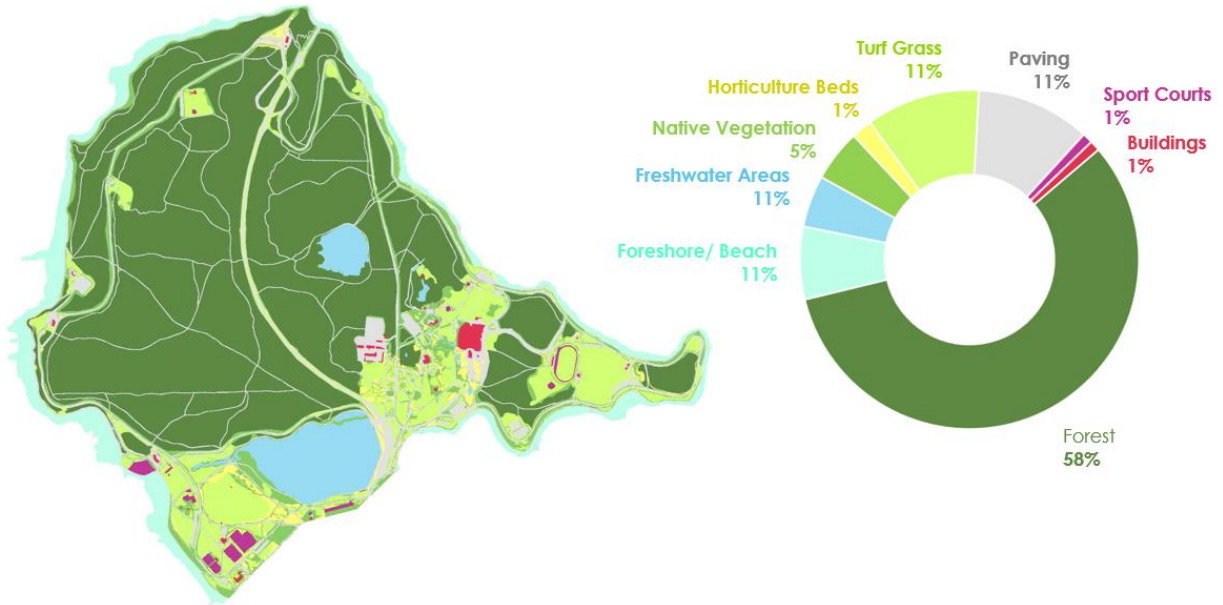 Turf Grass
11%
Paving
11%
Horticulture Beds
1%
Sport Courts
1%
Native Vegetation
5%
Buildings
1%
Freshwater Areas
11%
Foreshore/ Beach
11%
Forest
58%